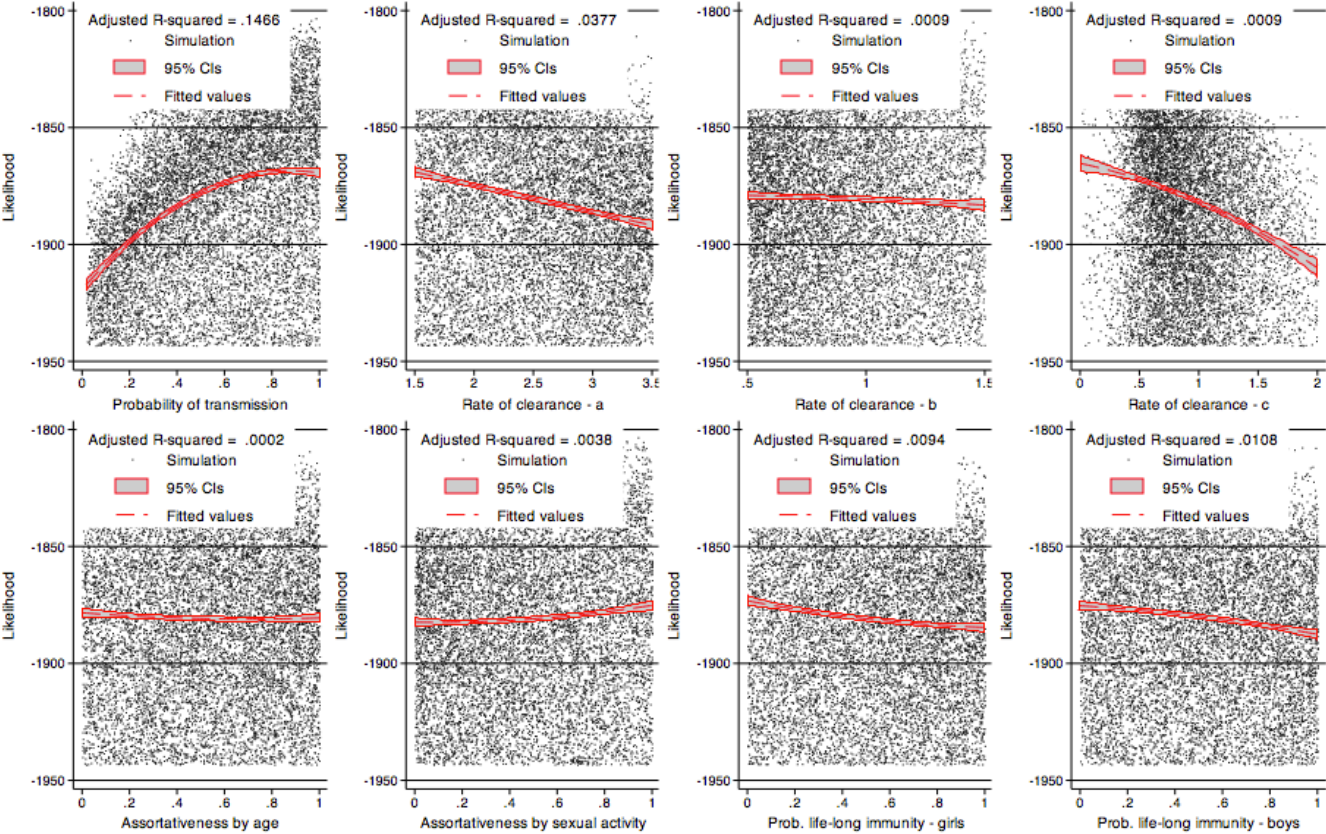 Adjusted R-squared = .1466
Simulation
95% CIs
Fitted values
-1800
-1850
-1900
-1950
Likelihood
0 .2 .4 .6 .8 1
Probability of transmission
Adjusted R-squared = .0377
Simulation
95% CIs
Fitted values
-1800
-1850
-1900
-1950
Likelihood
1.5 2 2.5 3 3.5
Rate of clearance - a
Adjusted R-squared = .0009
Simulation
95% CIs
Fitted values
-1800
-1850
-1900
-1950
Likelihood
.5 1 1.5
Rate of clearance - b
Adjusted R-squared = .0009
Simulation
95% CIs
Fitted values
-1800
-1850
-1900
-1950
Likelihood
0 .5 1 1.5 2
Rate of clearance - c
Adjusted R-squared = .0002
Simulation
95% CIs
Fitted values
-1800
-1850
-1900
-1950
Likelihood
0 .2 .4 .6 .8 1
Assortativeness by age
Adjusted R-squared = .0038
Simulation
95% CIs
Fitted values
-1800
-1850
-1900
-1950
Likelihood
0 .2 .4 .6 .8 1
Assortativeness by sexual activity
Adjusted R-squared = .0094
Simulation
95% CIs
Fitted values
-1800
-1850
-1900
-1950
Likelihood
0 .2 .4 .6 .8 1
Prob. life-long immunity - girls
Adjusted R-squared = .0108
Simulation
95% CIs
Fitted values
-1800
-1850
-1900
-1950
Likelihood
0 .2 .4 .6 .8 1
Prob. life-long immunity - boys